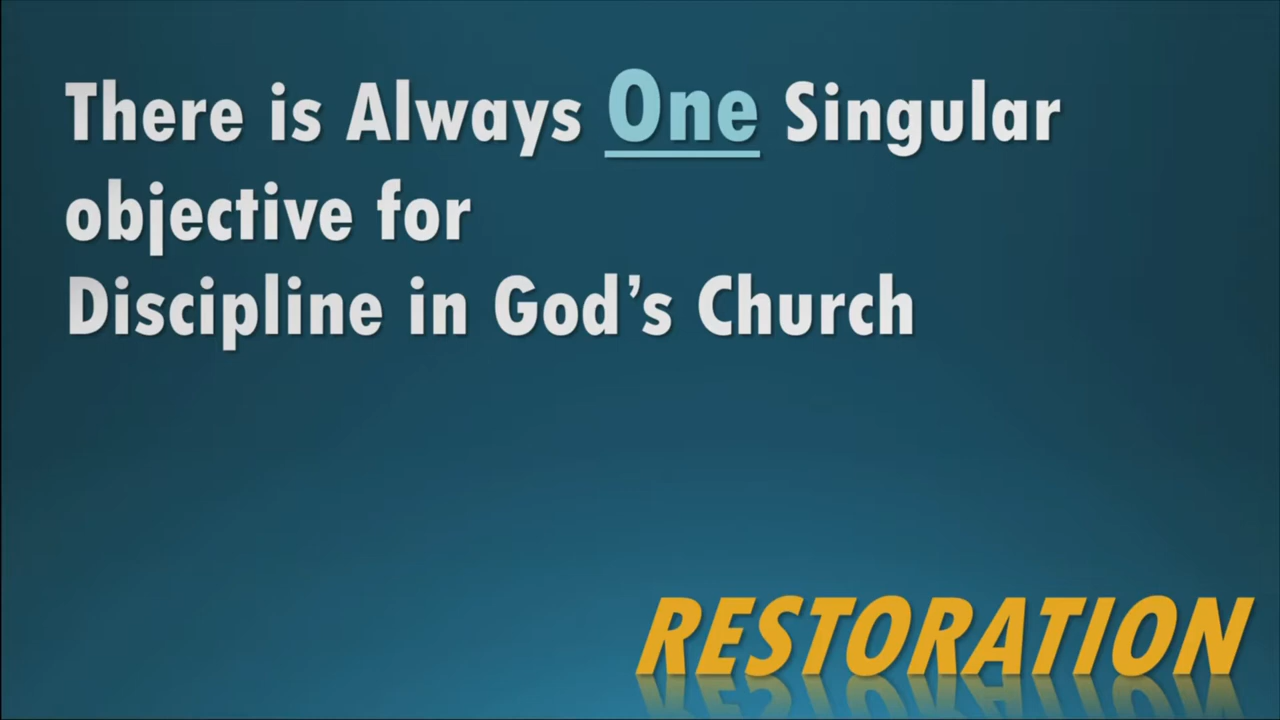 There is Always One Singular
objective for
Discipline in God’s Church
RESTORATION